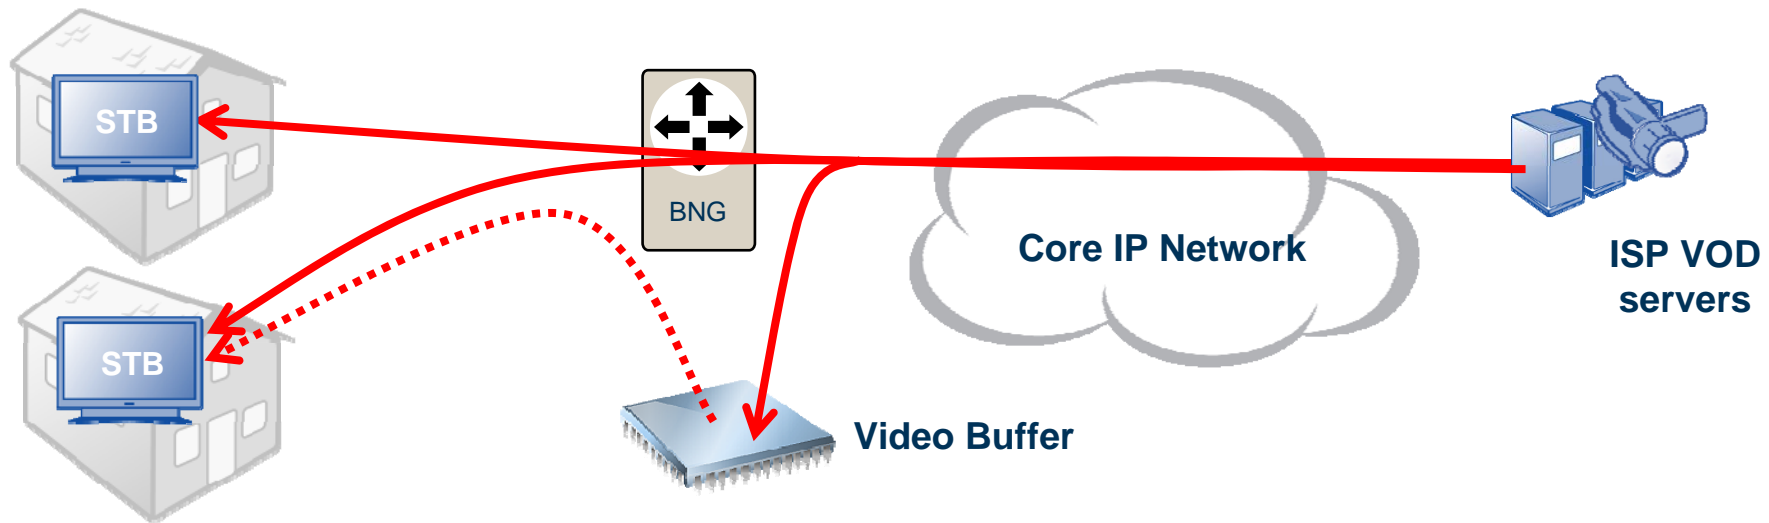 STB
BNG
Core IP Network
ISP VOD
servers
STB
Video Buffer